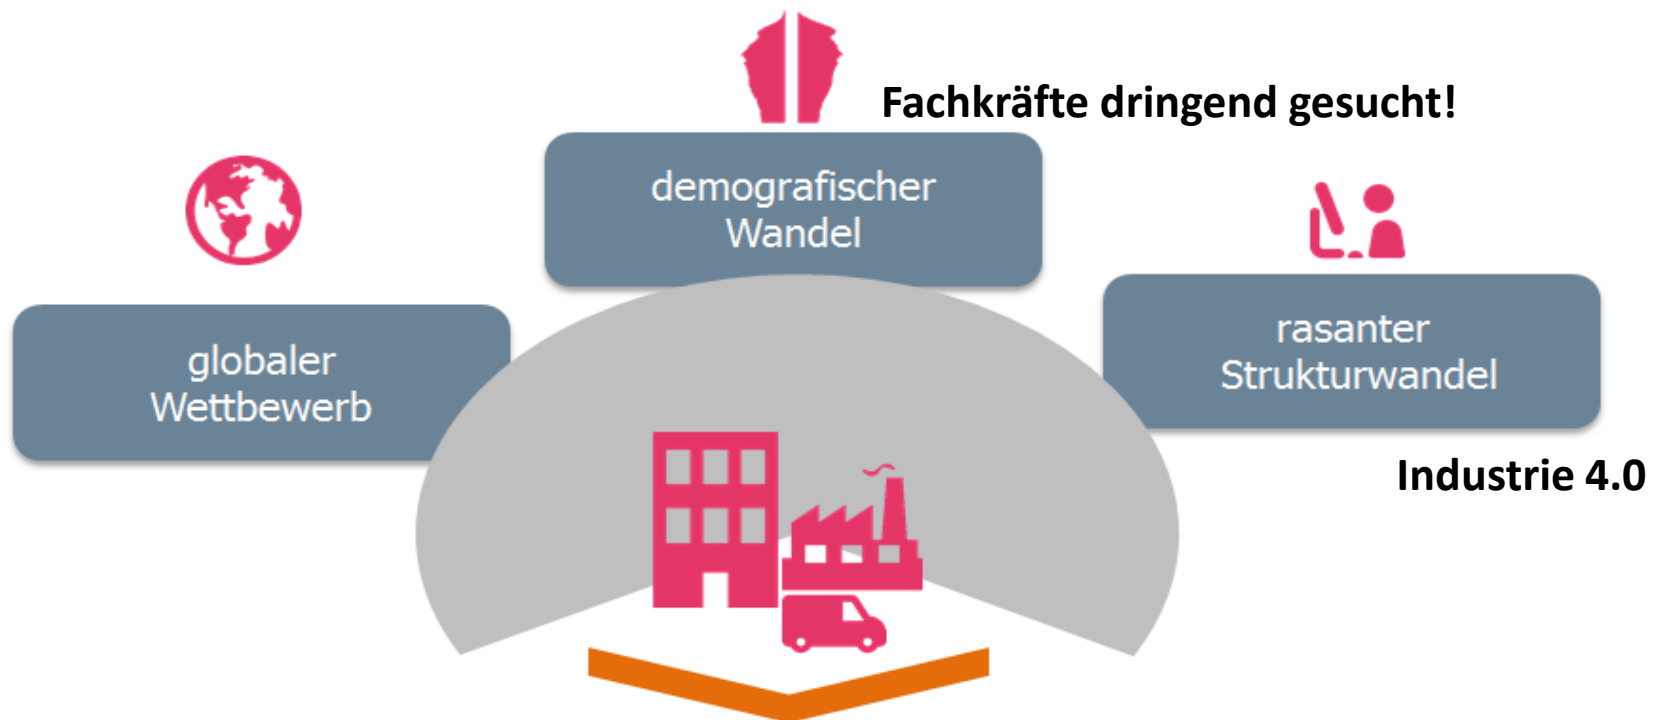 Fachkräfte dringend gesucht!
demografischer
Wandel
globaler
Wettbewerb
rasanter
Strukturwandel
Industrie 4.0